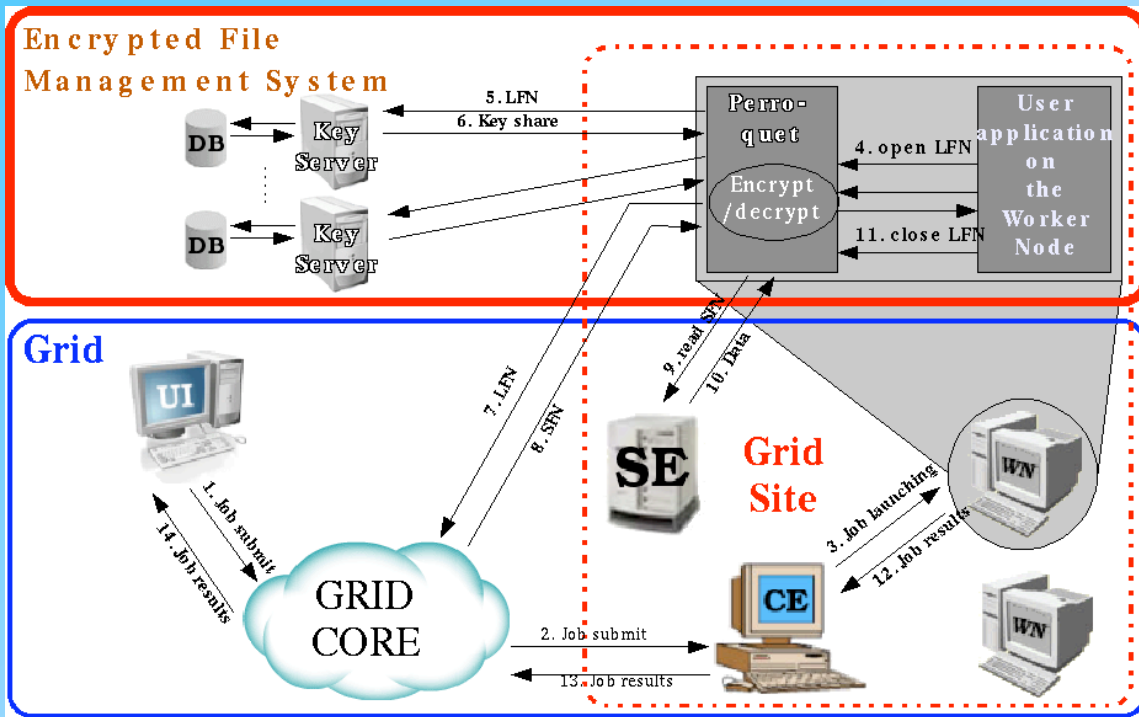 Encrypted File
Management System
DB
Key
Server
DB
Key
Server
5. LFN
6. Key share
Perro-
quet
Encrypt
/decrypt
4. open LFN
11. close LFN
User
application
on
the
Worker
Node
Grid
UI
1. Job submit
14. Job results
GRID
CORE
7. LFN
8. SFN
9. read SFN
10. Data
SE
Grid
Site
3. Job launching
12. Job results
WN
WN
CE
2. Job submit
13. Job results